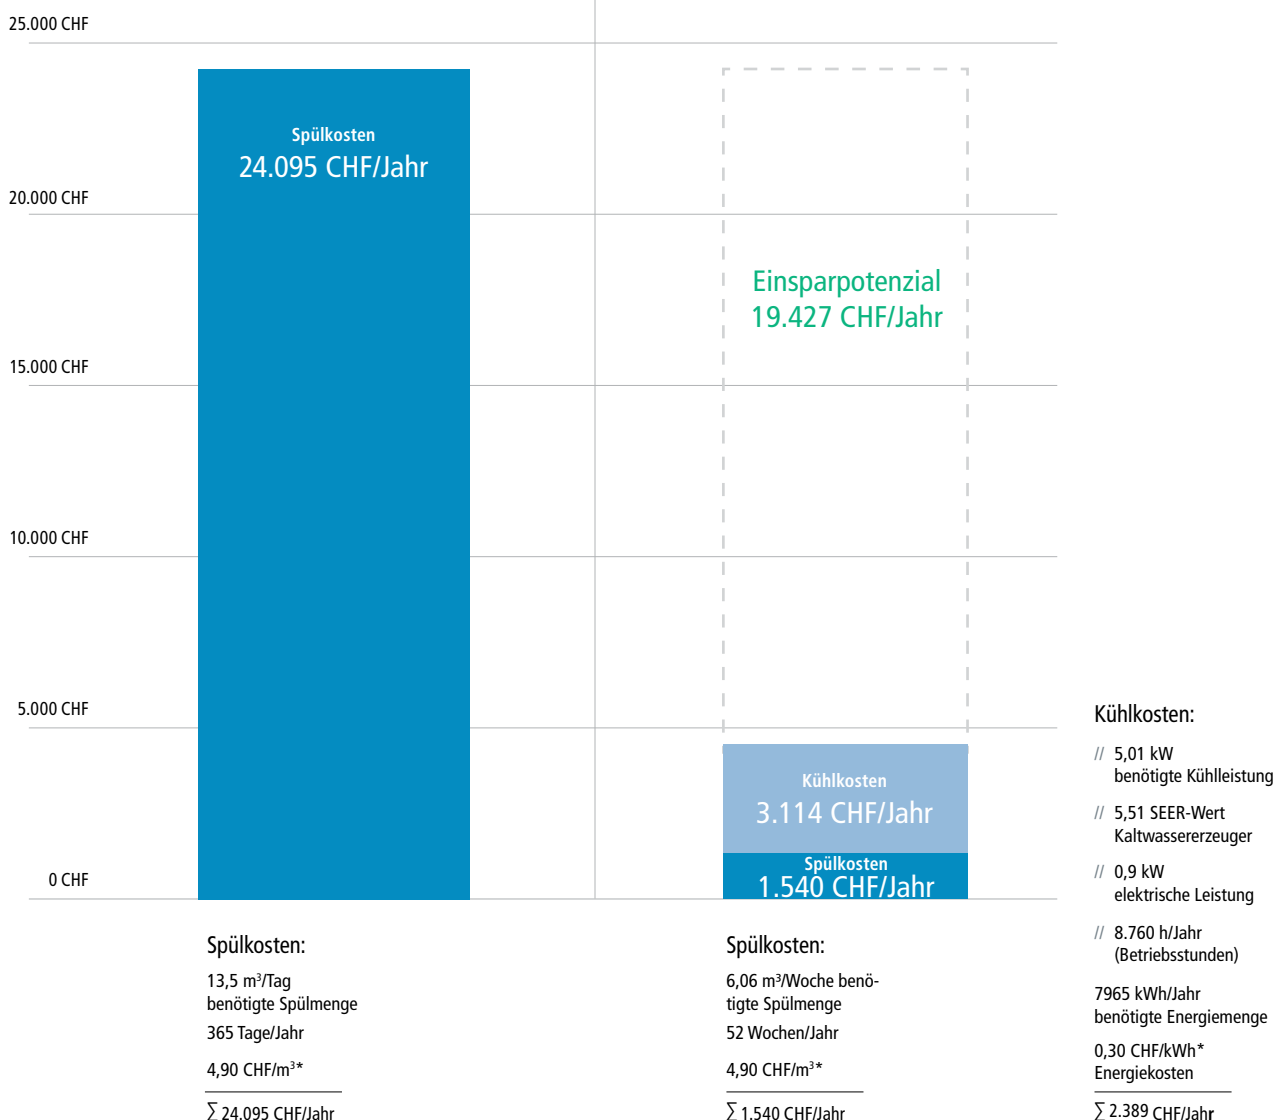 25.000 CHF
20.000 CHF
15.000 CHF
10.000 CHF
5.000 CHF
0 CHF
Spülkosten
24.095 CHF/Jahr
Einsparpotenzial
19.427 CHF/Jahr
Kühlkosten
3.114 CHF/Jahr
Spülkosten
1.540 CHF/Jahr
Spülkosten:
13,5 m³/Tag
benötigte Spülmenge
365 Tage/Jahr
4,90 CHF/m³*
∑ 24.095 CHF/Jahr
Spülkosten:
6,06 m³/Woche benö-
tigte Spülmenge
52 Wochen/Jahr
4,90 CHF/m³*
∑ 1.540 CHF/Jahr
Kühlkosten:
// 5,01 kW
benötigte Kühlleistung
// 5,51 SEER-Wert
Kaltwassererzeuger
// 0,9 kW
elektrische Leistung
// 8.760 h/Jahr
(Betriebsstunden)
7965 kWh/Jahr
benötigte Energiemenge
0,30 CHF/kWh*
Energiekosten
∑ 2.389 CHF/Jahr